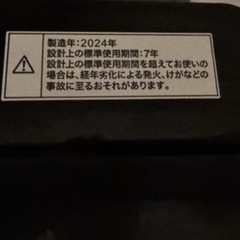 製造年:2024年
設計上の標準使用期間:7年
設計上の標準使用期間を超えてお使い
の場合は、経年劣化による発火、けがなどの
事故に至るおそれがあります。